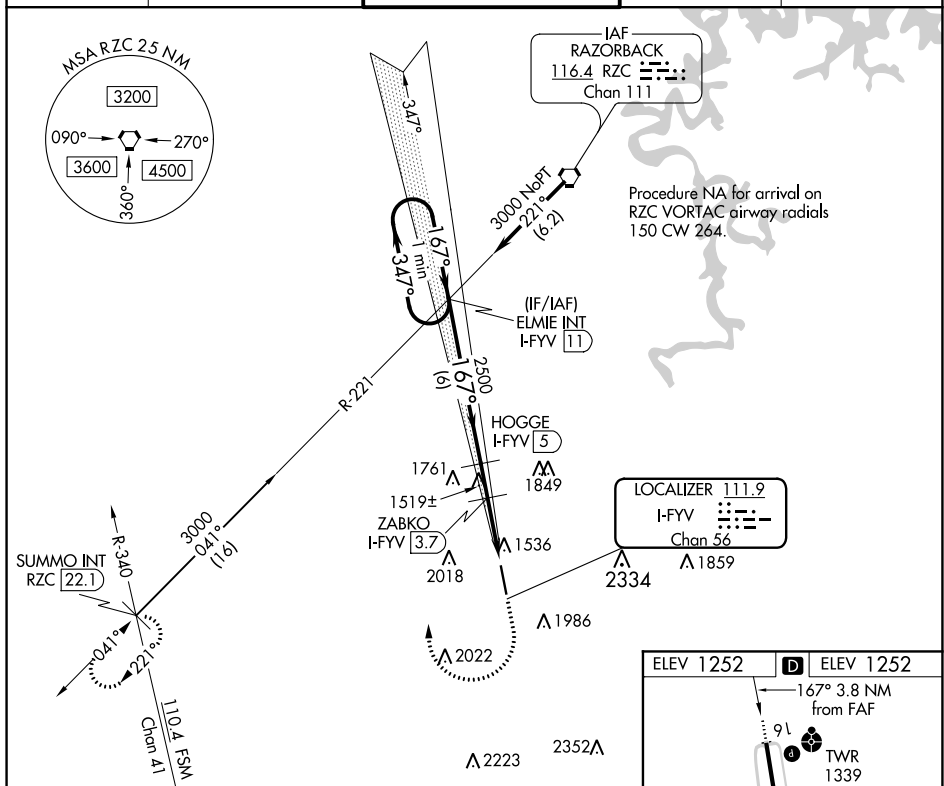 MSA RZC 25 NM
3200
090°
270°
3600
4500
360°
IAF
RAZORBACK
116.4 RZC
Chan 111
347°
3000 NoPT
221°
(6.2)
Procedure NA for arrival on
RZC VORTAC airway radials
150 CW 264.
167°
1 min
347°
(IF/IAF)
ELMIE INT
I-FYV 11
2500
167°
(6)
R-221
HOGGE
I-FYV 5
1761
1849
1519±
ZABKO
I-FYV 3.7
1536
2018
LOCALIZER 111.9
I-FYV
Chan 56
2334
1859
3000
041°
(16)
R-340
SUMMO INT
RZC 22.1
041°
221°
110.4 FSM
Chan 41
1986
2022
2223
2352
ELEV 1252
D
ELEV 1252
167° 3.8 NM
from FAF
16
P
TWR
1339